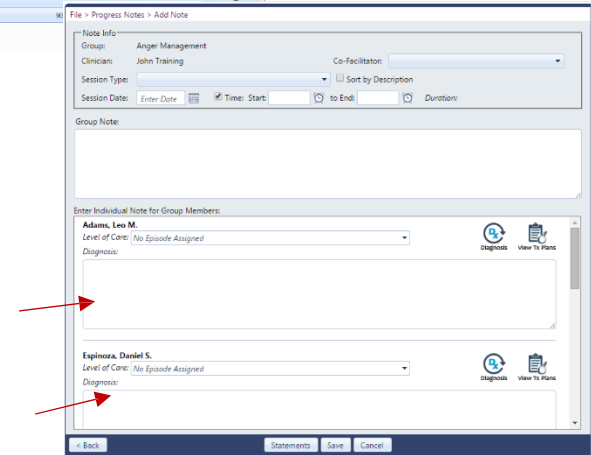 File > Progress Notes > Add Note
Note Info
Group: Anger Management
Clinician: John Training Co-Facilitator:
Session Type: Sort by Description
Session Date: Enter Date Time: Start: to End: Duration:
Group Note:
Enter Individual Note for Group Members:
Adams, Leo M.
Level of Care: No Episode Assigned
Diagnosis:
Diagnosis View Tx Plans
Espinoza, Daniel S.
Level of Care: No Episode Assigned
Diagnosis:
Diagnosis View Tx Plans
< Back Statements Save Cancel